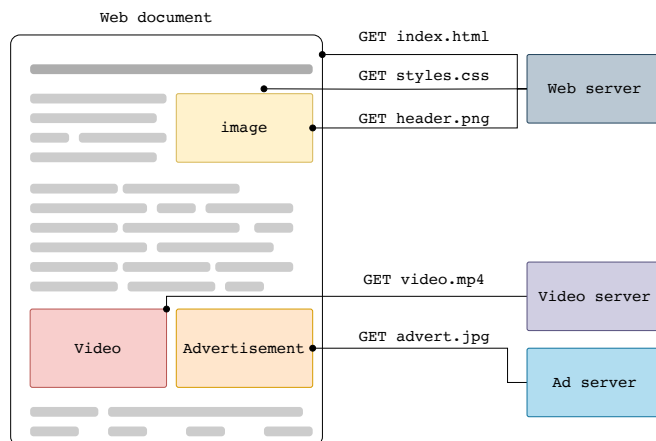 Web document
GET index.html
GET styles.css
Web server
image
GET header.png
GET video.mp4
Video server
Video
Advertisement
GET advert.jpg
Ad server